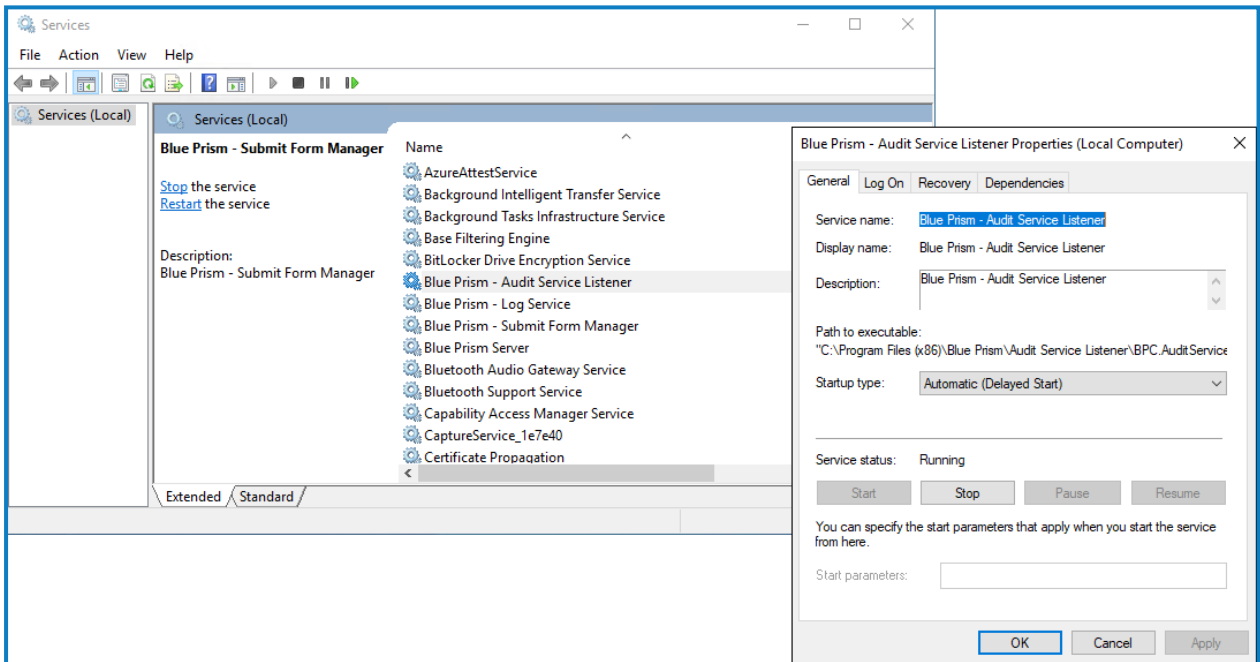 Services
File Action View Help
Services (Local)
Services (Local)
Blue Prism - Submit Form Manager
Stop the service
Restart the service
Description:
Blue Prism - Submit Form Manager
Name
AzureAttestService
Background Intelligent Transfer Service
Background Tasks Infrastructure Service
Base Filtering Engine
BitLocker Drive Encryption Service
Blue Prism - Audit Service Listener
Blue Prism - Log Service
Blue Prism - Submit Form Manager
Blue Prism Server
Bluetooth Audio Gateway Service
Bluetooth Support Service
Capability Access Manager Service
CaptureService_1e7e40
Certificate Propagation
Extended Standard
Blue Prism - Audit Service Listener Properties (Local Computer)
General Log On Recovery Dependencies
Service name: Blue Prism - Audit Service Listener
Display name: Blue Prism - Audit Service Listener
Description: Blue Prism - Audit Service Listener
Path to executable:
"C:\Program Files (x86)\Blue Prism\Audit Service Listener\BPC.AuditService
Startup type: Automatic (Delayed Start)
Service status: Running
Start Stop Pause Resume
You can specify the start parameters that apply when you start the service
from here.
Start parameters:
OK Cancel Apply